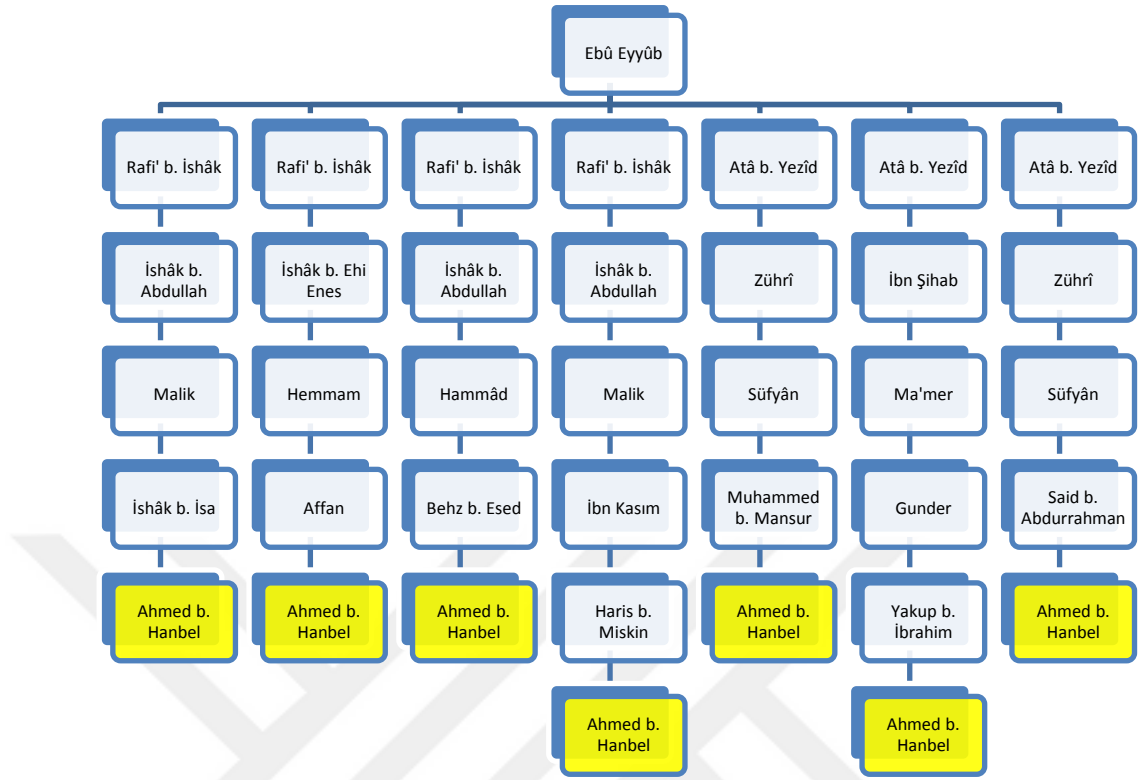 Ebû Eyyûb
Rafi' b. İshâk
Rafi' b. İshâk
Rafi' b. İshâk
Rafi' b. İshâk
Atâ b. Yezîd
Atâ b. Yezîd
Atâ b. Yezîd
İshâk b.
Abdullah
İshâk b. Ehi
Enes
İshâk b.
Abdullah
İshâk b.
Abdullah
Zührî
İbn Şihab
Zührî
Malik
Hemmam
Hammâd
Malik
Süfyân
Ma'mer
Süfyân
İshâk b. İsa
Affan
Behz b. Esed
İbn Kasım
Muhammed
b. Mansur
Gunder
Said b.
Abdurrahman
Ahmed b.
Hanbel
Ahmed b.
Hanbel
Ahmed b.
Hanbel
Haris b.
Miskin
Ahmed b.
Hanbel
Yakup b.
İbrahim
Ahmed b.
Hanbel
Ahmed b.
Hanbel
Ahmed b.
Hanbel